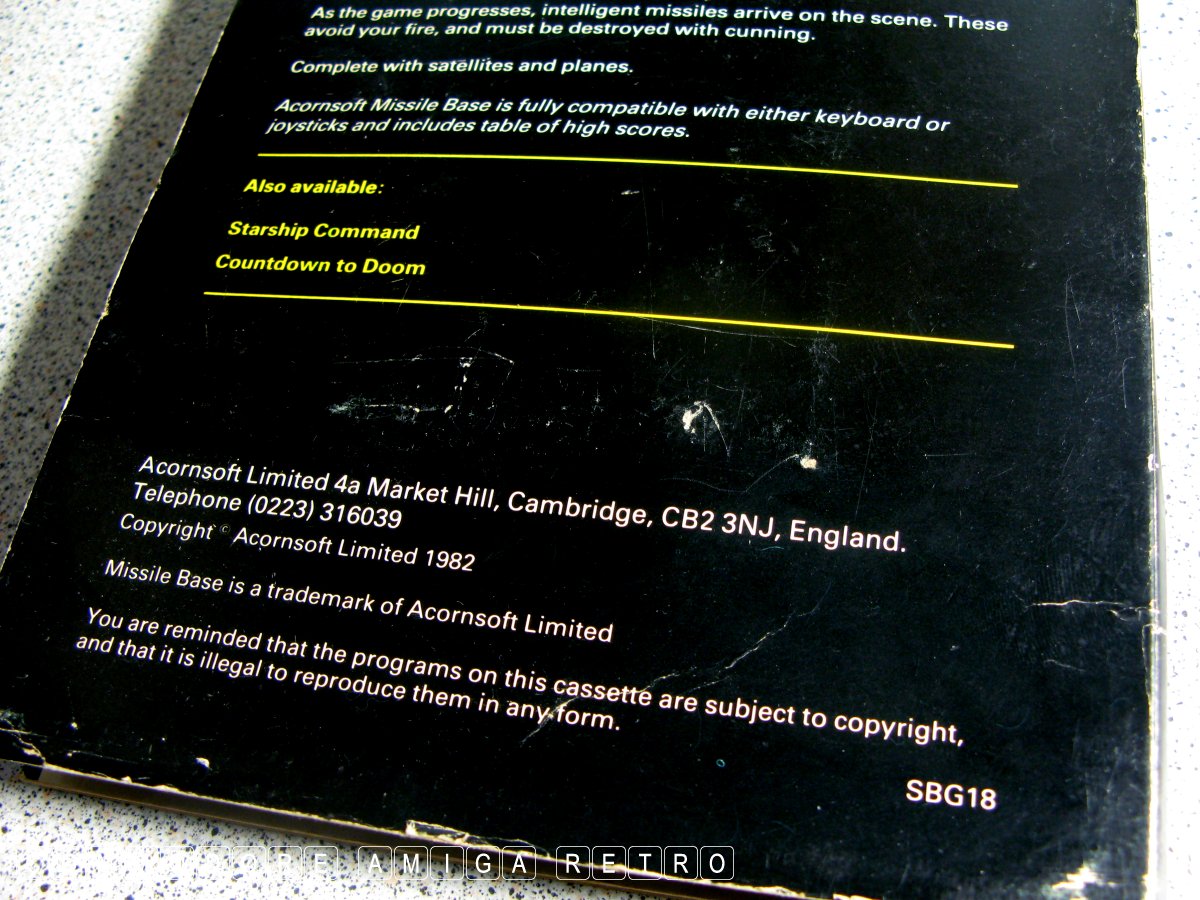 As the game progresses, intelligent missiles arrive on the scene. These
avoid your fire, and must be destroyed with cunning.
Complete with satellites and planes.
Acornsoft Missile Base is fully compatible with either keyboard or
joysticks and includes table of high scores.
Also available:
Starship Command
Countdown to Doom
Acornsoft Limited 4a Market Hill, Cambridge, CB2 3NJ, England.
Telephone (0223) 316039
Copyright © Acornsoft Limited 1982
Missile Base is a trademark of Acornsoft Limited
You are reminded that the programs on this cassette are subject to copyright,
and that it is illegal to reproduce them in any form.
SBG18
AMIGA RETRO